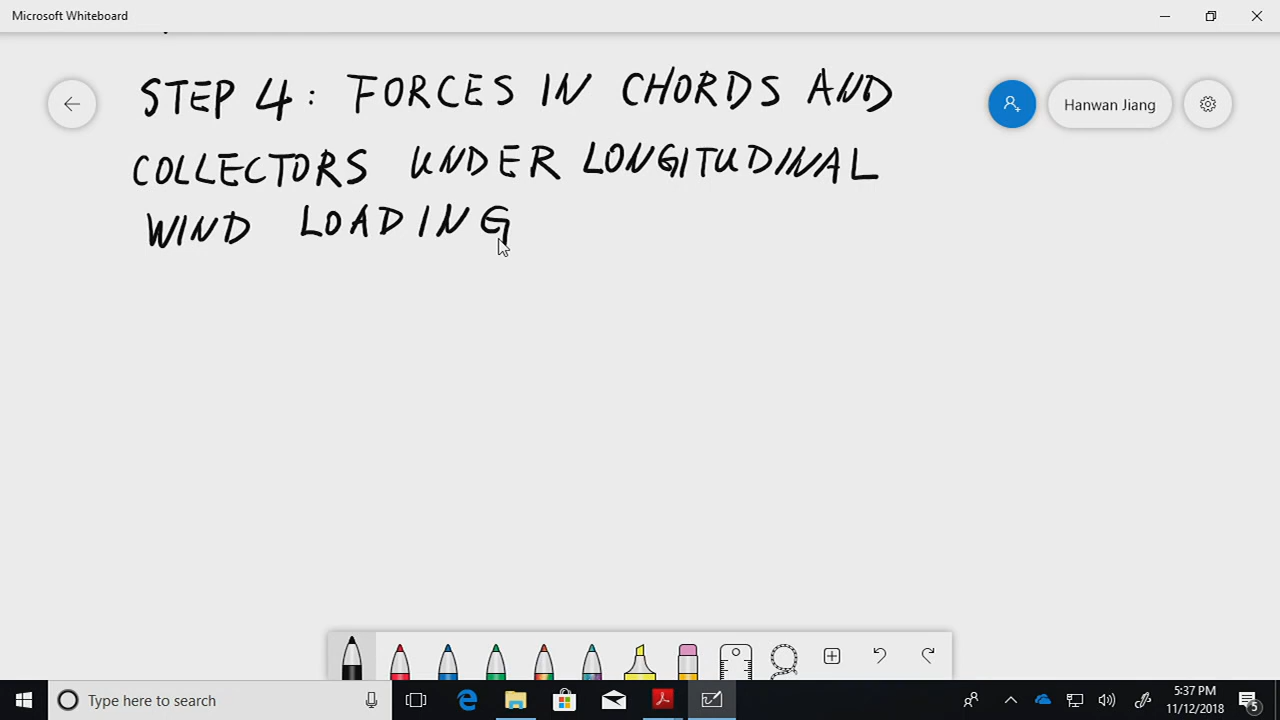 Microsoft Whiteboard
STEP 4: FORCES IN CHORDS AND
Hanwan Jiang
COLLECTORS UNDER LONGITUDINAL
WIND LOADING
Type here to search
5:37 PM
11/12/2018
5